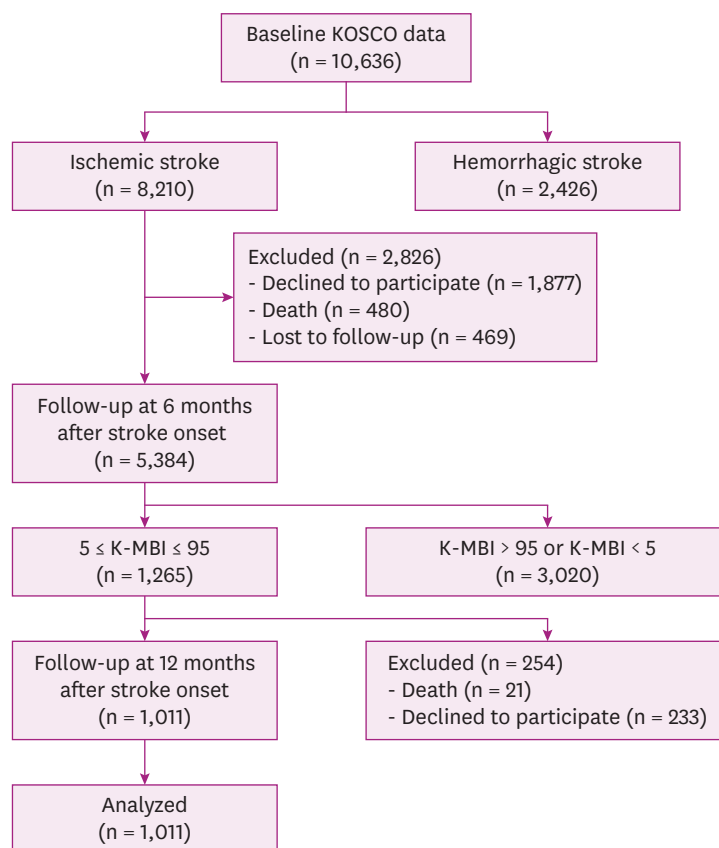 Baseline KOSCO data
(n = 10,636)
Ischemic stroke
(n = 8,210)
Hemorrhagic stroke
(n = 2,426)
Excluded (n = 2,826)
- Declined to participate (n = 1,877)
- Death (n = 480)
- Lost to follow-up (n = 469)
Follow-up at 6 months
after stroke onset
(n = 5,384)
5 ≤ K-MBI ≤ 95
(n = 1,265)
K-MBI > 95 or K-MBI < 5
(n = 3,020)
Follow-up at 12 months
after stroke onset
(n = 1,011)
Excluded (n = 254)
- Death (n = 21)
- Declined to participate (n = 233)
Analyzed
(n = 1,011)